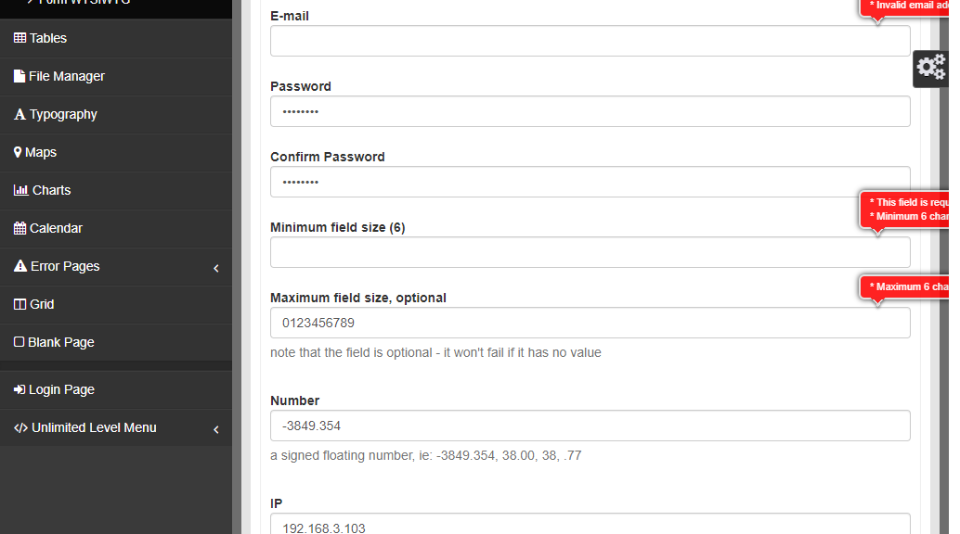 Form WYSIWYG
Tables
File Manager
Typography
Maps
Charts
Calendar
Error Pages
Grid
Blank Page
Login Page
Unlimited Level Menu
* Invalid email add
E-mail
Password
••••••••
Confirm Password
••••••••
* This field is requ
* Minimum 6 char
Minimum field size (6)
* Maximum 6 cha
Maximum field size, optional
0123456789
note that the field is optional - it won't fail if it has no value
Number
-3849.354
a signed floating number, ie: -3849.354, 38.00, 38, .77
IP
192.168.3.103